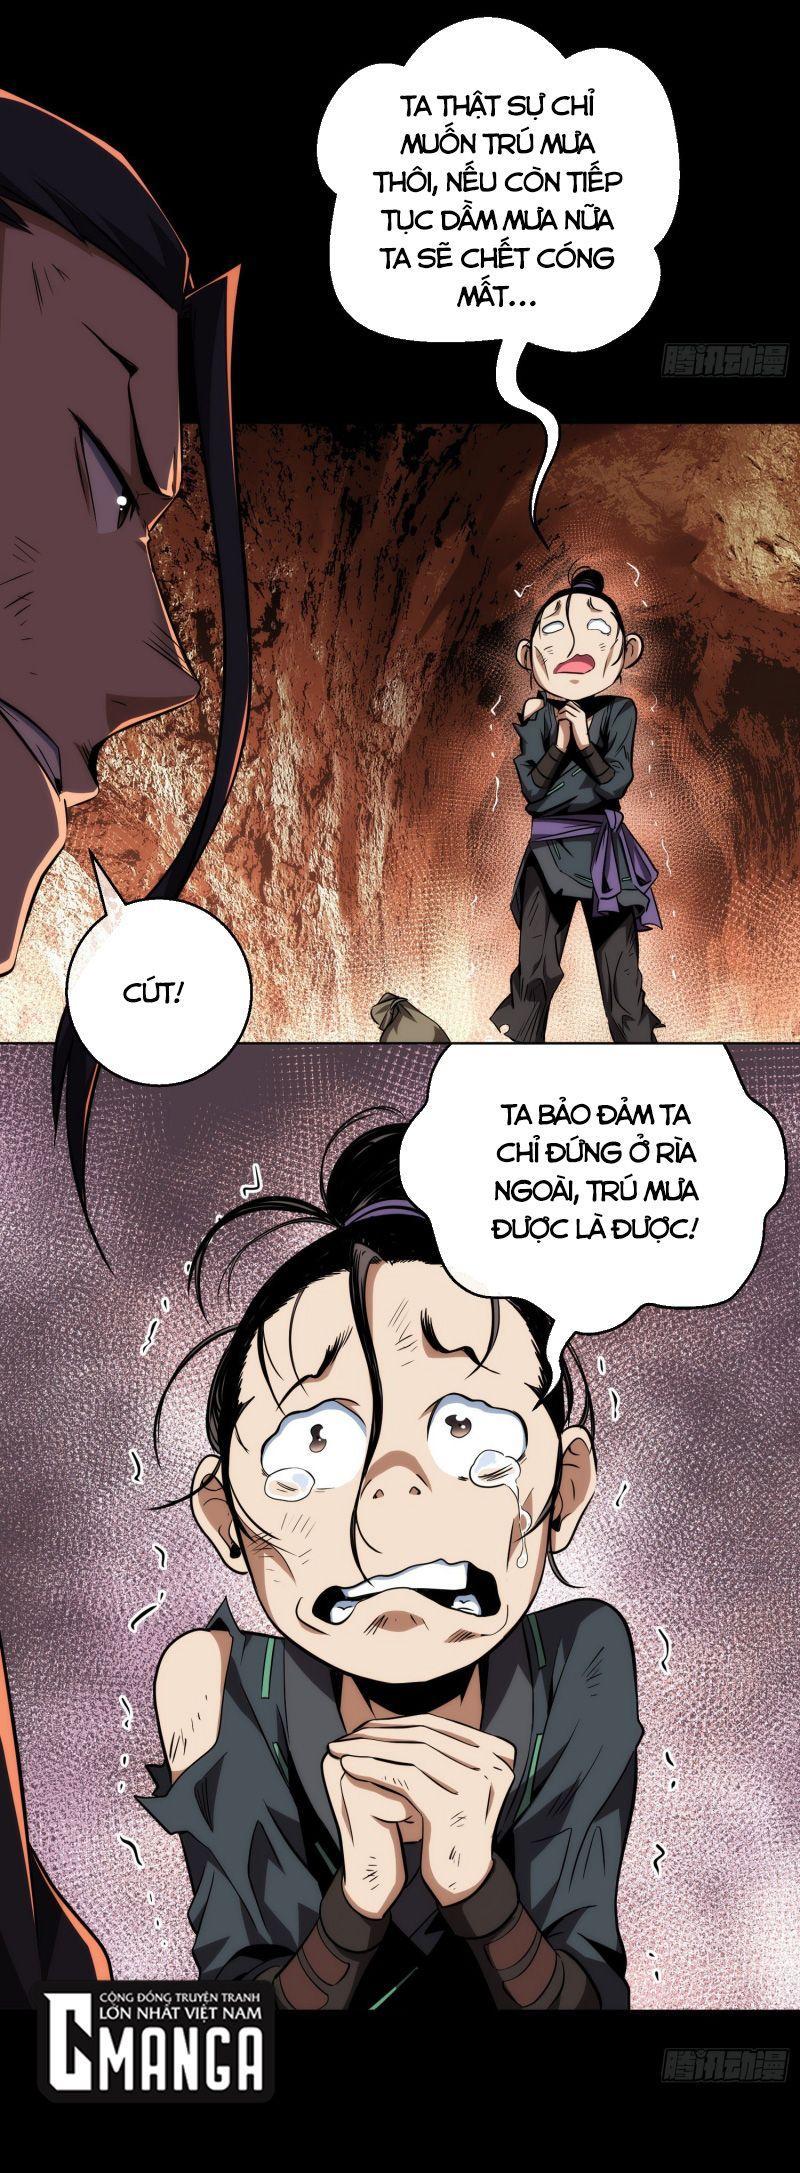 TA THẬT SỰ CHỈ
MUỐN TRÚ MƯA
THÔI, NẾU CÒN TIẾP
TỤC DẦM MƯA NỮA
TA SẼ CHẾT CÓNG
MẤT...
腾讯动漫
CÚT!
TA BẢO ĐẢM TA
CHỈ ĐỨNG Ở RÌA
NGOÀI, TRÚ MƯA
ĐƯỢC LÀ ĐƯỢC!
CỘNG ĐỒNG TRUYỆN TRANH
LỚN NHẤT VIỆT NAM
CMANGA
腾讯动漫